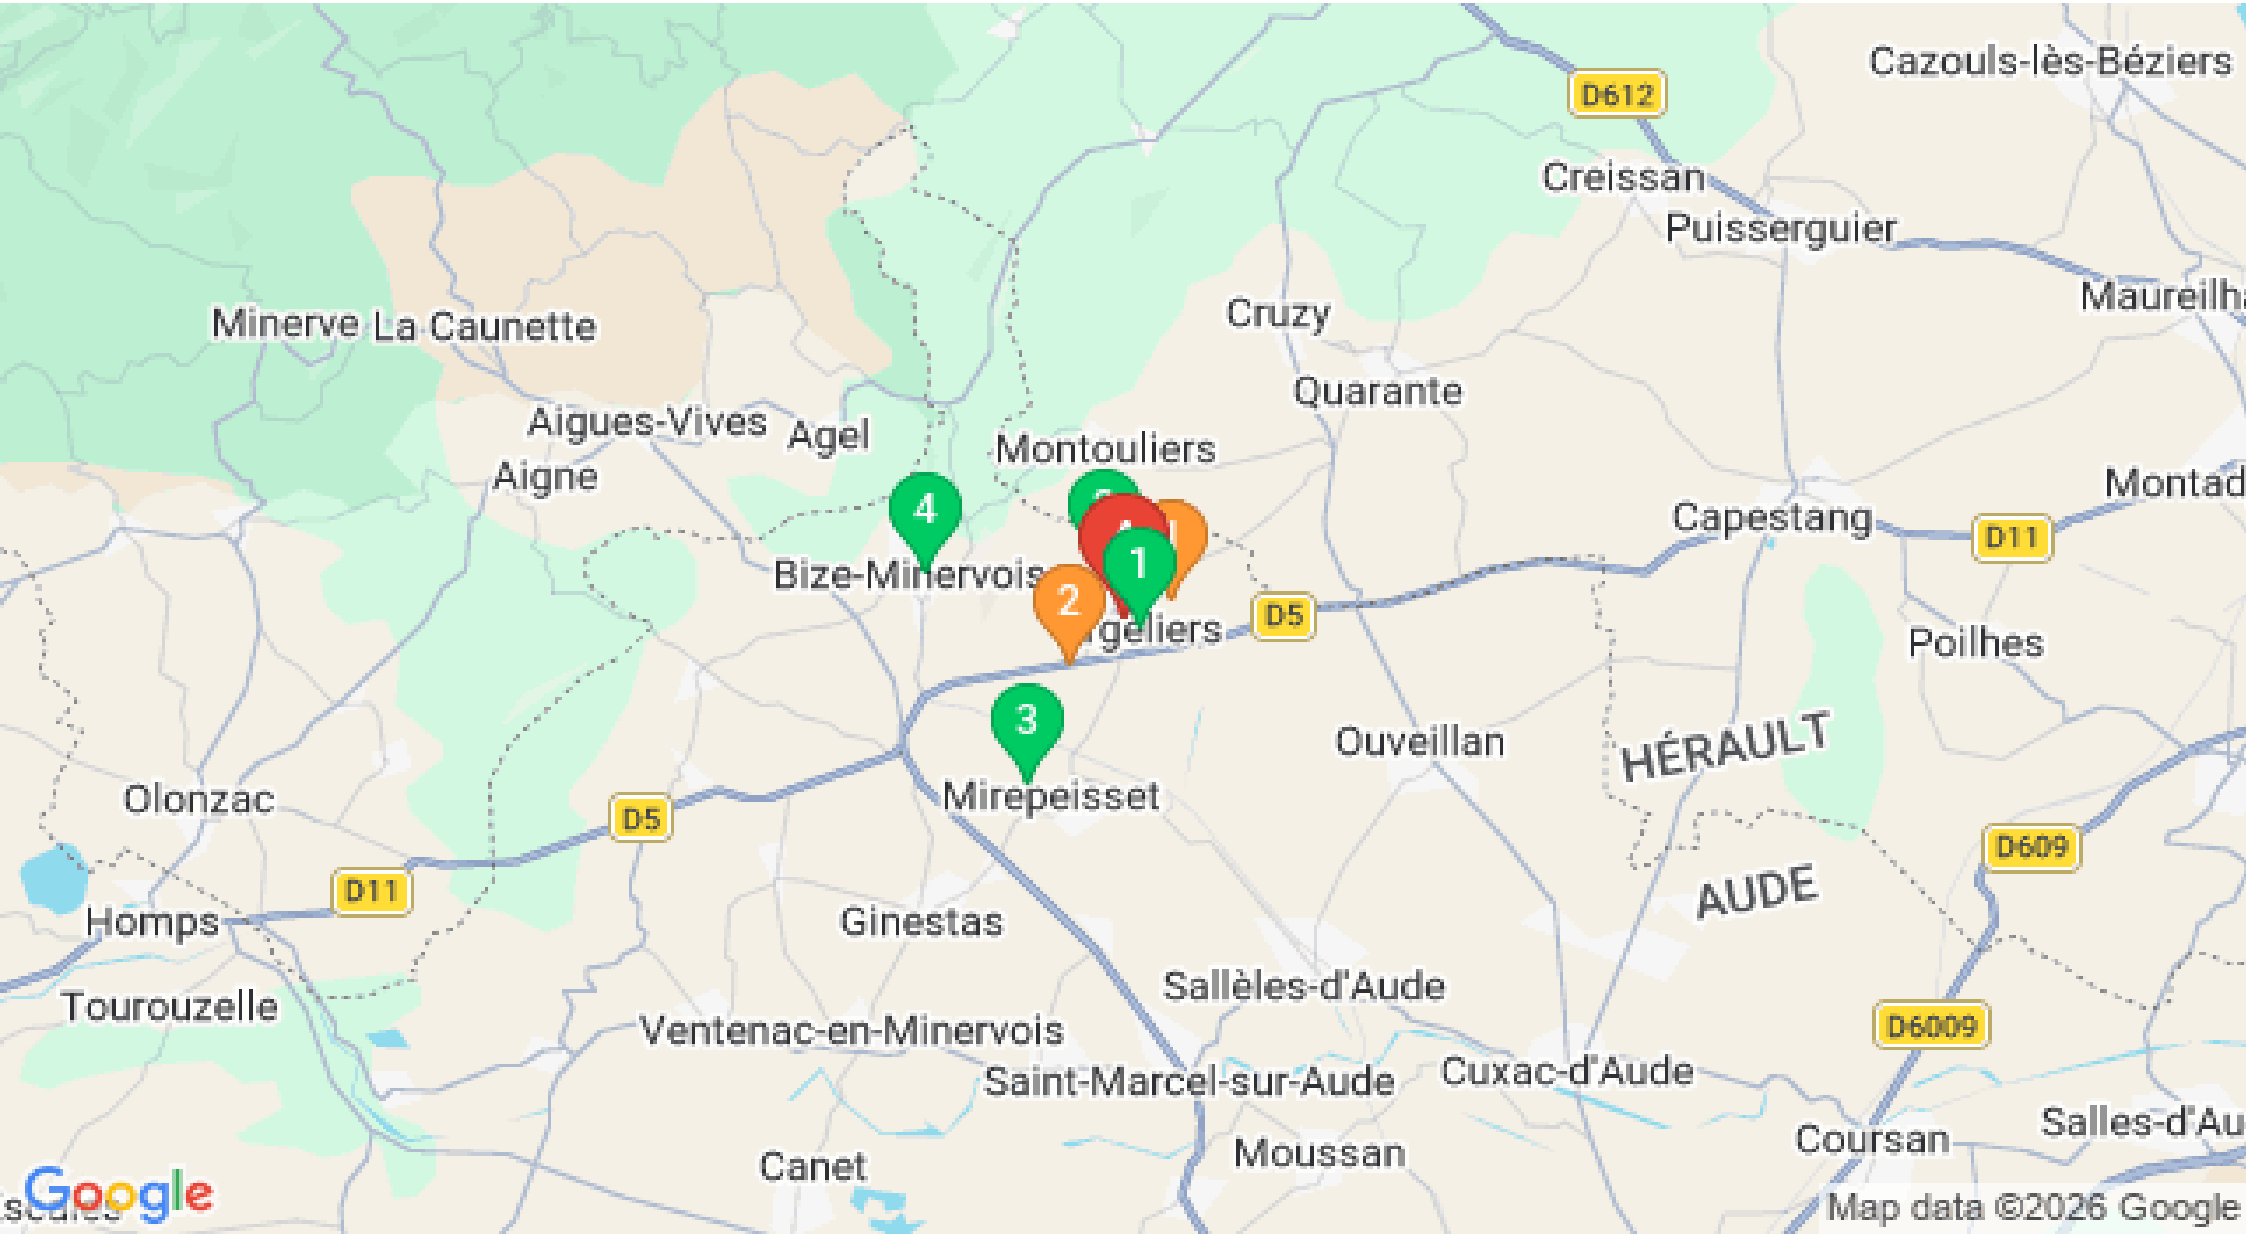 Cazouls-lès-Béziers
D612
Creissan
Puisserguier
Maureilh
Minerve
La Caunette
Cruzy
Quarante
Aigues-Vives
Agel
Montouliers
Aigne
Montad
4
Capestang
D11
1
Bize-Minervois
2
D5
rgeliers
Poilhes
3
Ouveillan
HÉRAULT
Mirepeisset
Olonzac
D5
D609
D11
AUDE
Homps
Ginestas
Sallèles-d'Aude
Tourouzelle
D6009
Ventenac-en-Minervois
Saint-Marcel-sur-Aude
Cuxac-d'Aude
Salles-d'Au
Coursan
Moussan
Canet
Google
Map data ©2026 Google